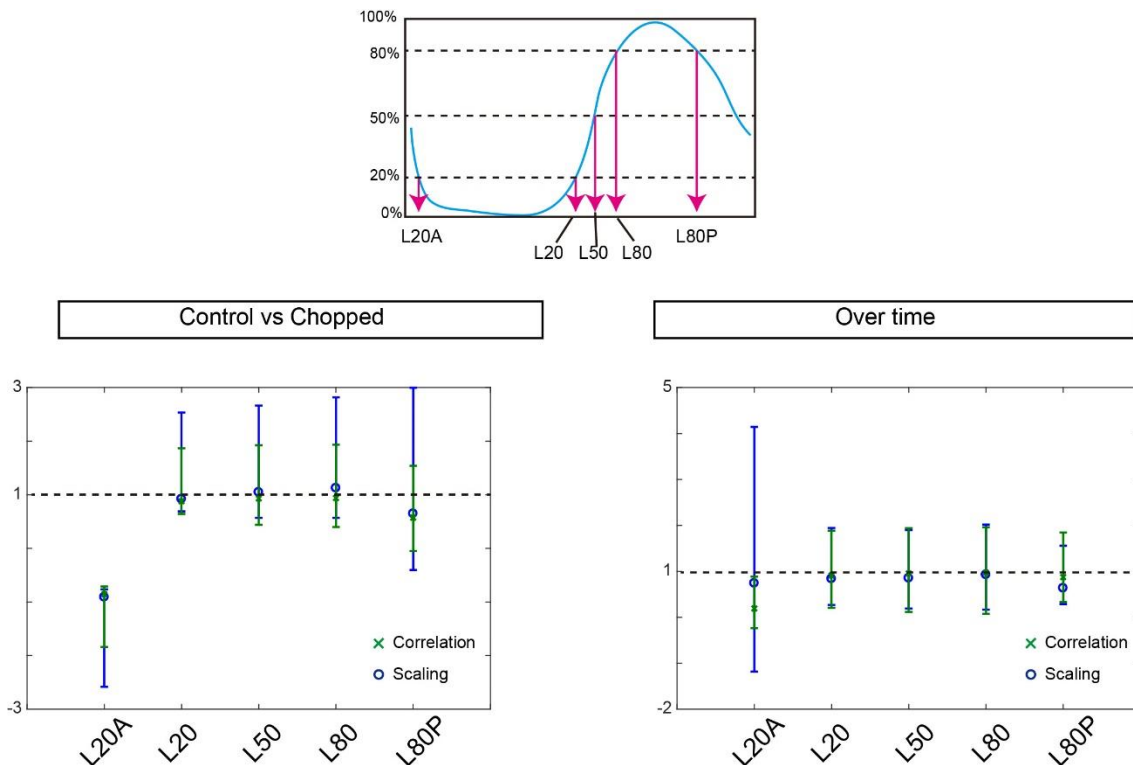 100%
80%
50%
20%
0%
L20A
L20
L50
L80
L80P
Control vs Chopped
3
1
-3
× Correlation
o Scaling
L20A
L20
L50
L80
L80P
Over time
5
1
-2
× Correlation
o Scaling
L20A
L20
L50
L80
L80P